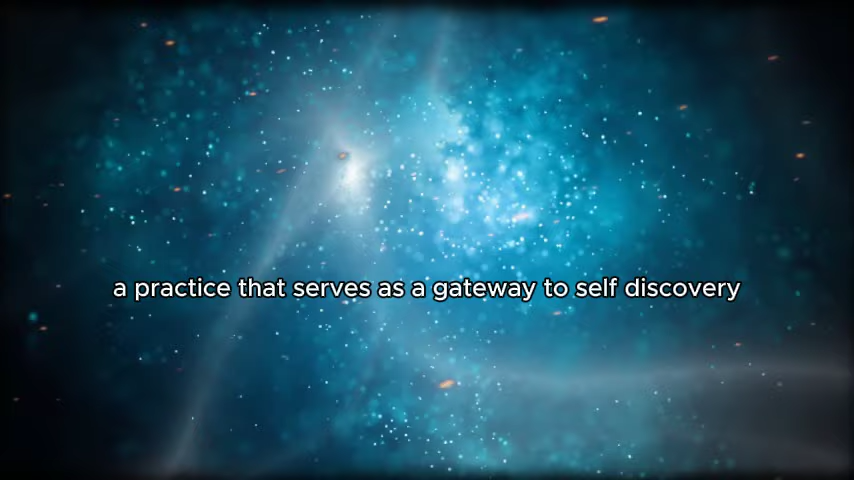 a practice that serves as a gateway to self discovery